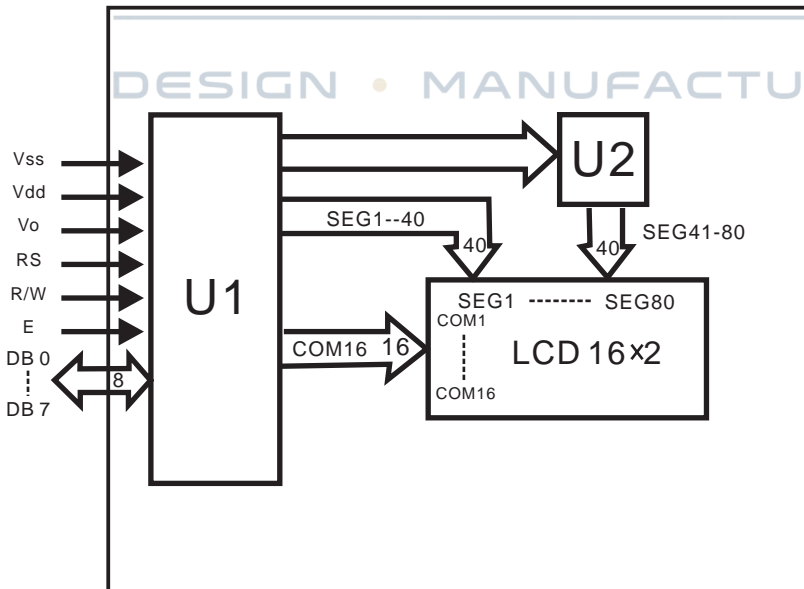 DESIGN • MANUFACTU
Vss
Vdd
Vo
RS
R/W
E
DB 0
DB 7
8
U1
U2
SEG1--40
40
40
SEG41-80
COM16 16
SEG1 SEG80
COM1
COM16
LCD 16×2